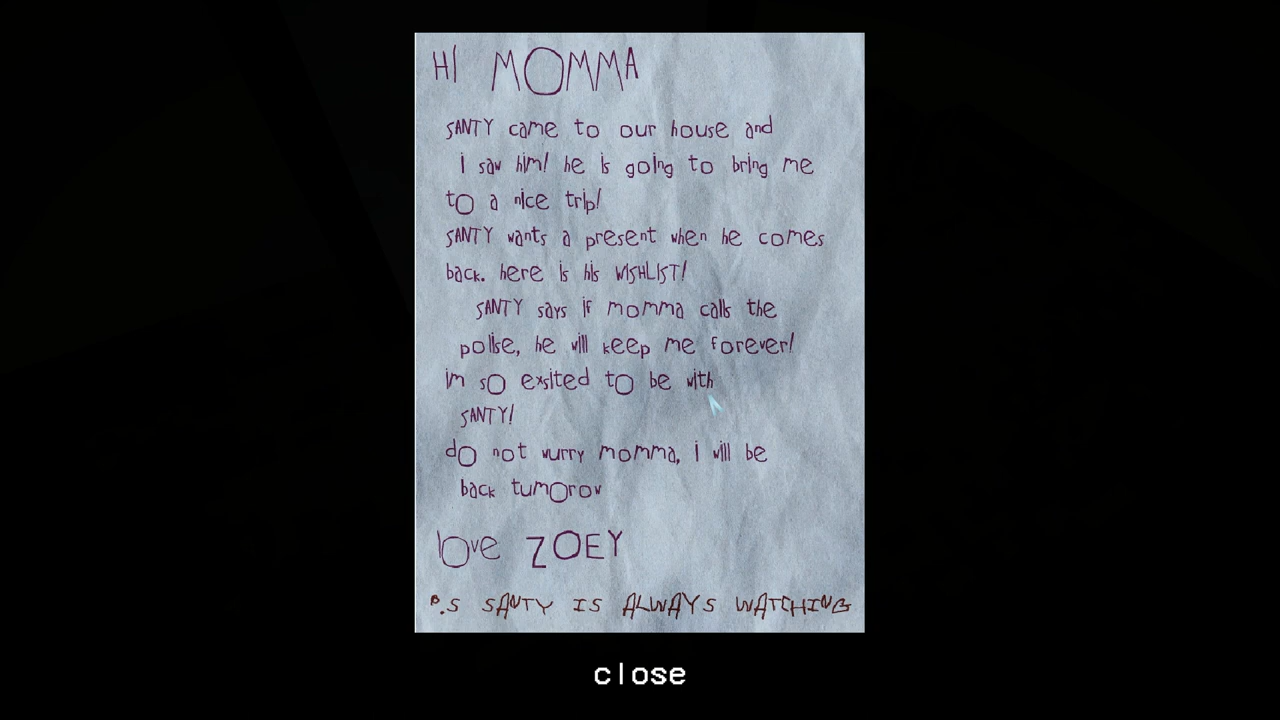 HI MOMMA
SANTY came to our house and
i saw him! he is going to bring me
to a nice trip!
SANTY wants a present when he comes
back. here is his WISHLIST!
SANTY says if momma calls the
polise, he will keep me forever!
im so exsited to be with
SANTY!
do not wurry momma, i will be
back tumorow
love ZOEY
P.S SANTY IS ALWAYS WATCHING
close